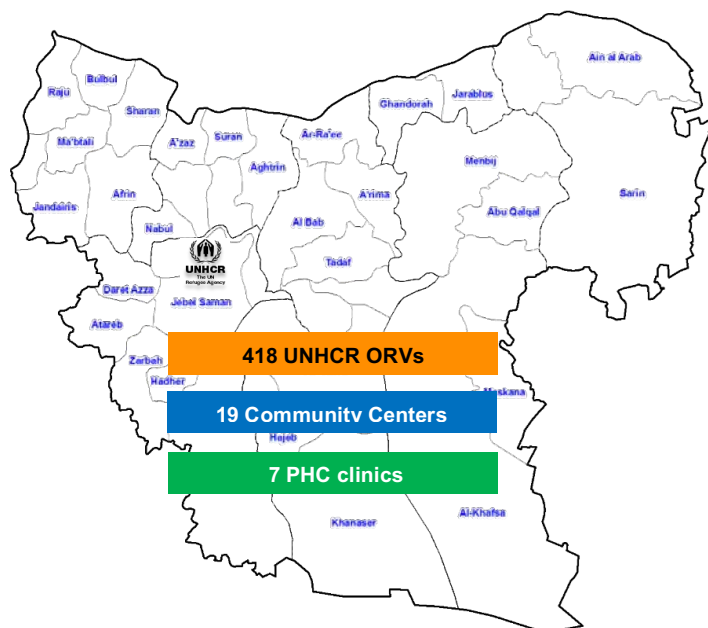 Ain al Arab
Bulbul
Raju
Jarablus
Ghandorah
Sharan
Ar-Ra'ee
Suran
A'zaz
Ma'btali
Menbij
Aghtrin
A'rima
Sarin
Afrin
Jandairis
Abu Qalqal
Al Bab
Nabul
UNHCR
The UN
Refugee Agency
Tadaf
Daret Azza
Jebel Saman
Atareb
418 UNHCR ORVs
Zarbah
Hadher
Maskana
19 Community Centers
Hajeb
7 PHC clinics
Al-Khafsa
Khanaser